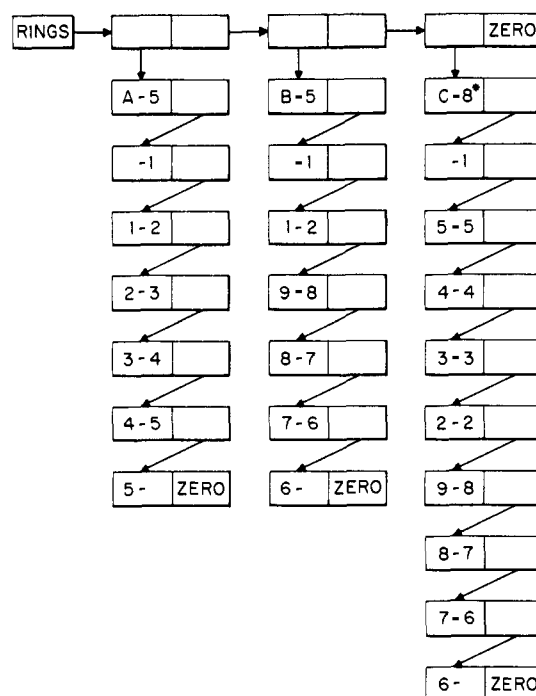 RINGS ZERO
A-5 B-5 C-8*
-1 -1 -1
1-2 1-2 5-5
2-3 9-8 4-4
3-4 8-7 3-3
4-5 7-6 2-2
5- ZERO 6- ZERO 9-8
8-7
7-6
6- ZERO